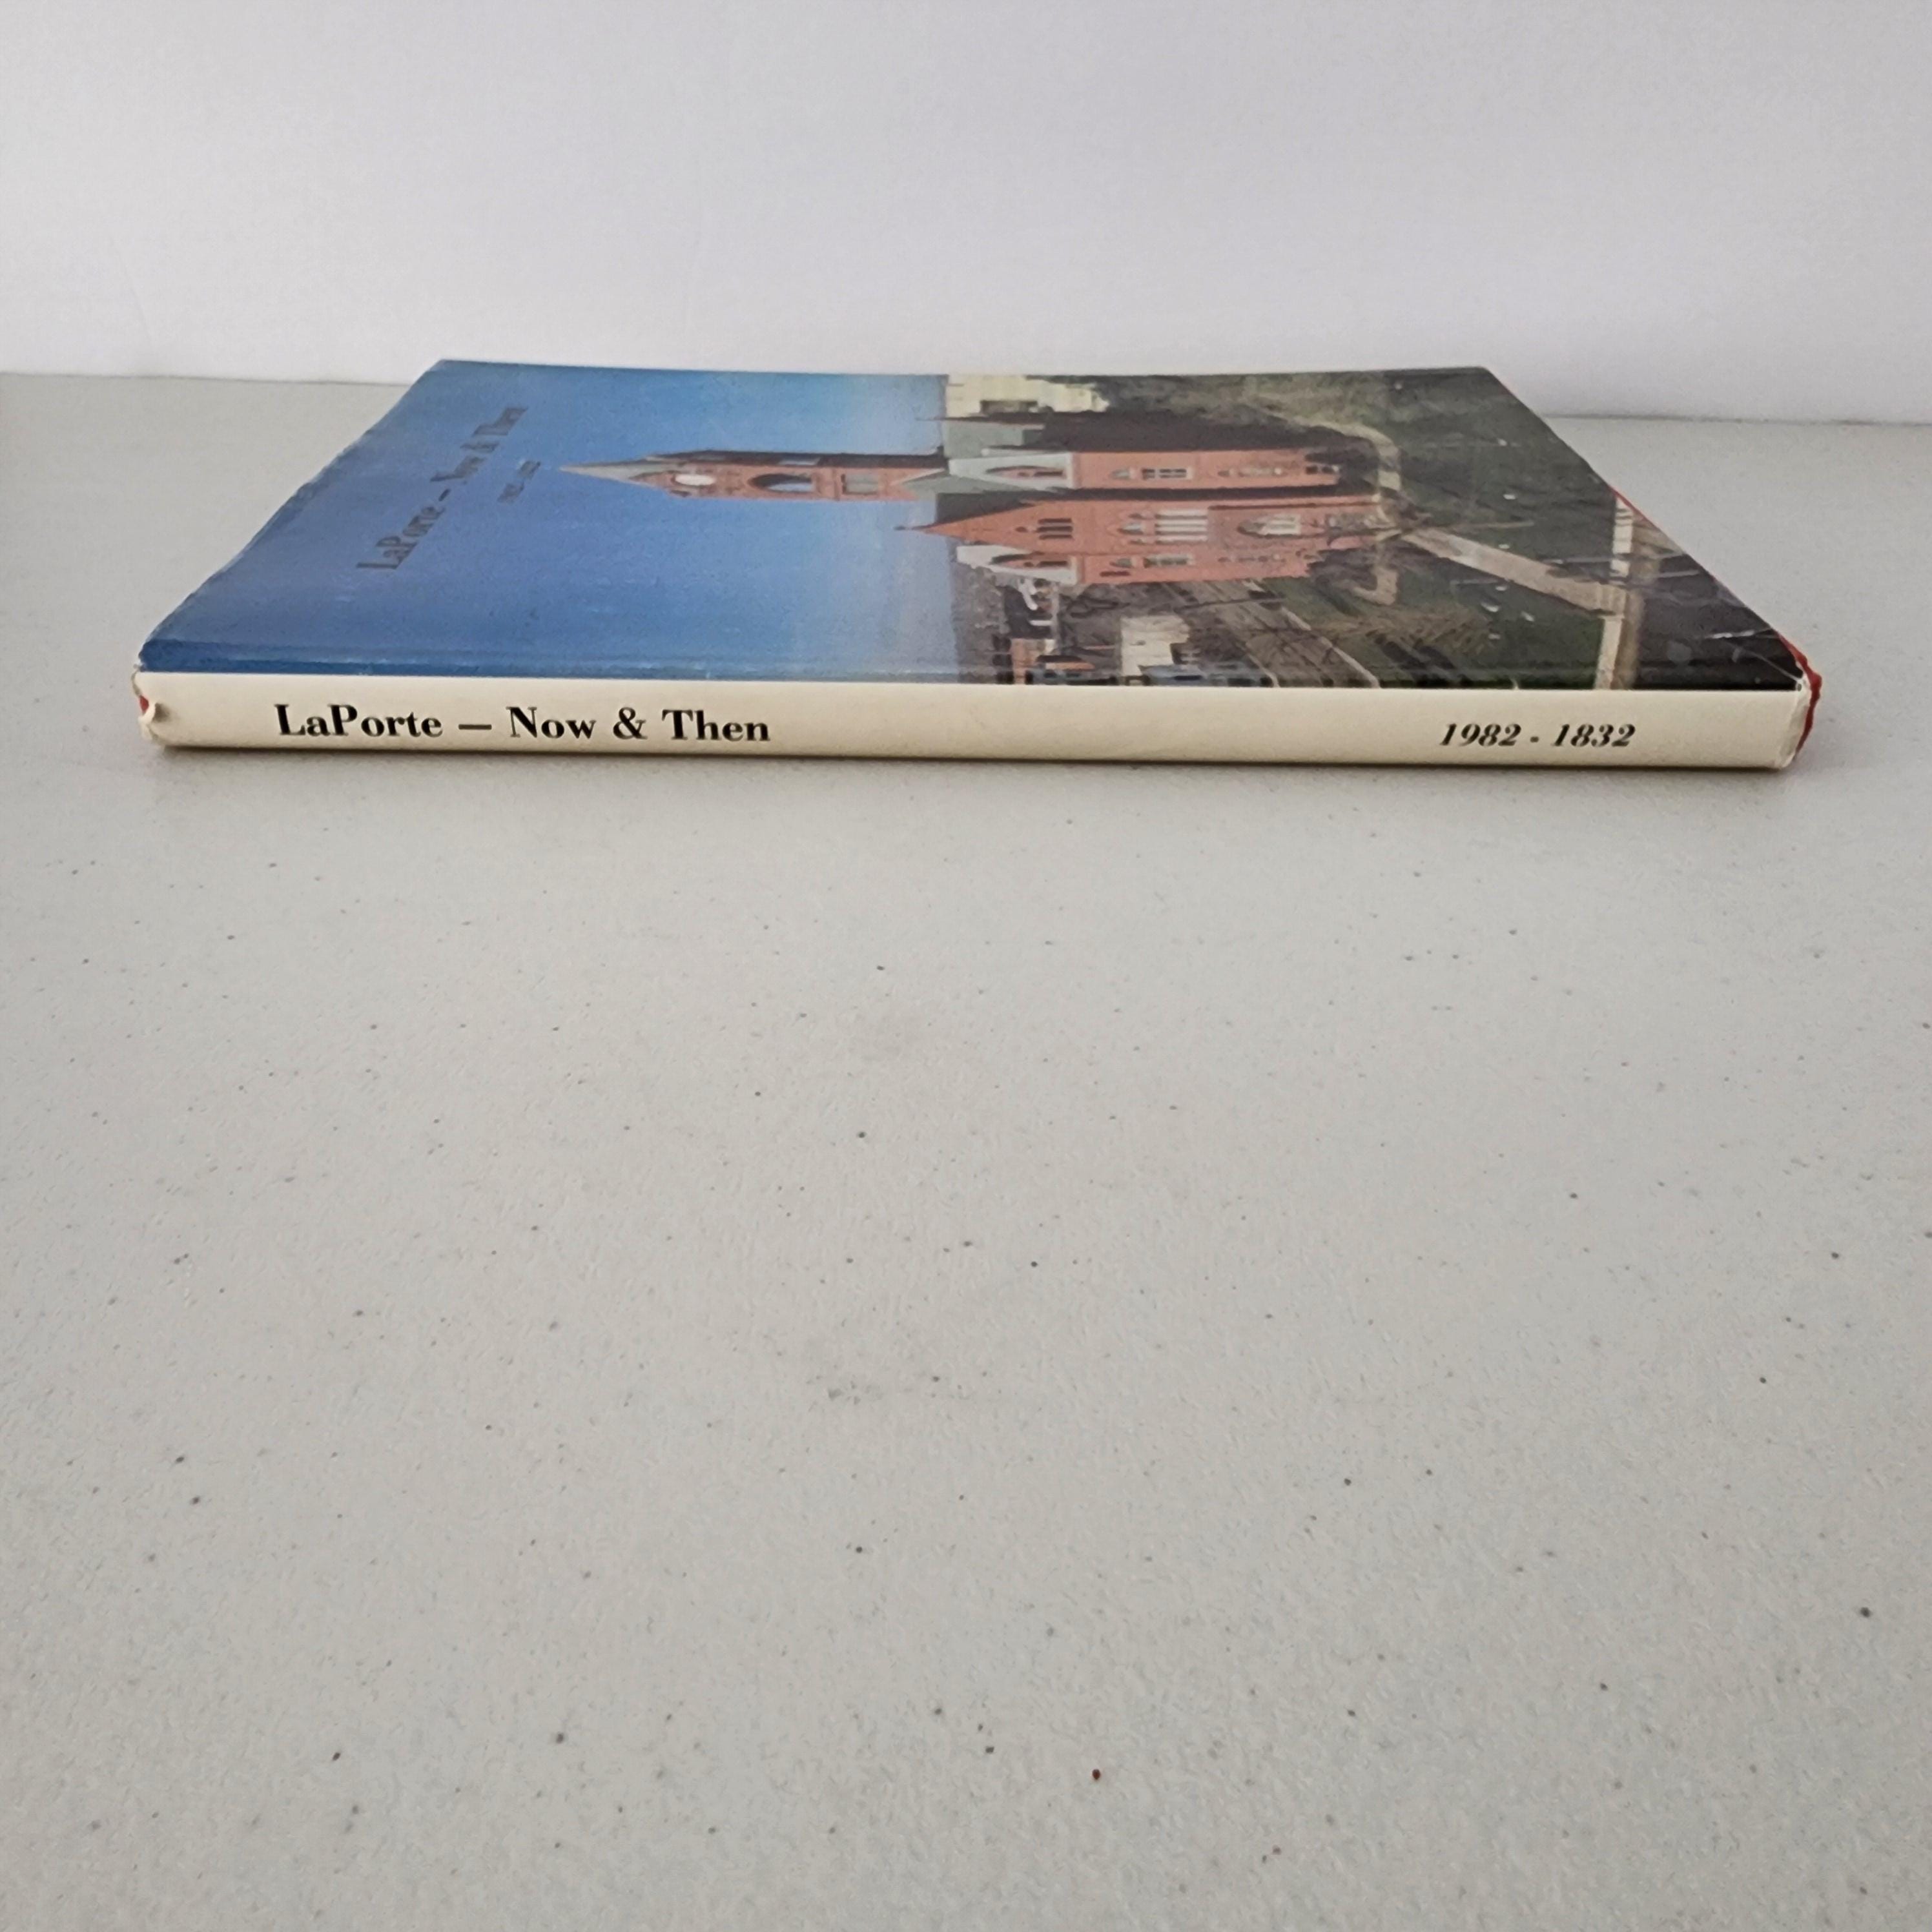 LaPorte – Now & Then
LaPorte — Now & Then
1982 - 1832